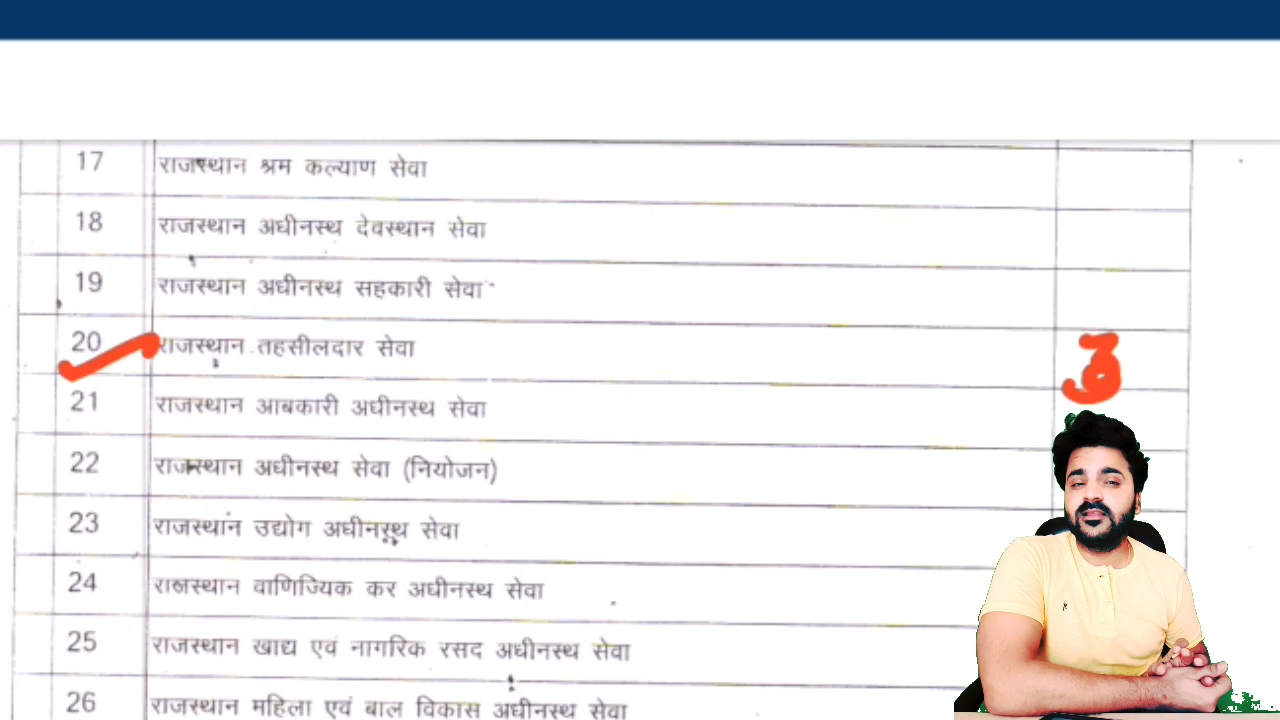 17 राजस्थान श्रम कल्याण सेवा
18 राजस्थान अधीनस्थ देवस्थान सेवा
19 राजस्थान अधीनस्थ सहकारी सेवा
20 राजस्थान तहसीलदार सेवा
21 राजस्थान आबकारी अधीनस्थ सेवा
22 राजस्थान अधीनस्थ सेवा (नियोजन)
23 राजस्थान उद्योग अधीनस्थ सेवा
24 राजस्थान वाणिज्यिक कर अधीनस्थ सेवा
25 राजस्थान खाद्य एवं नागरिक रसद अधीनस्थ सेवा
26 राजस्थान महिला एवं बाल विकास अधीनस्थ सेवा